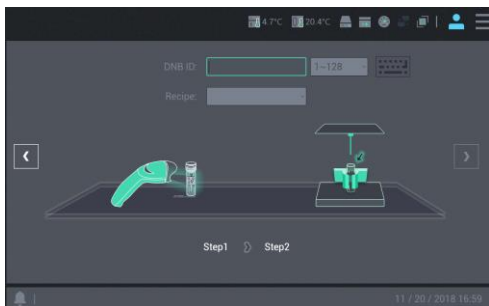 4.7°C 20.4°C
DNB ID: 1~128
Recipe:
Step1 Step2
11 / 20 / 2018 16:59